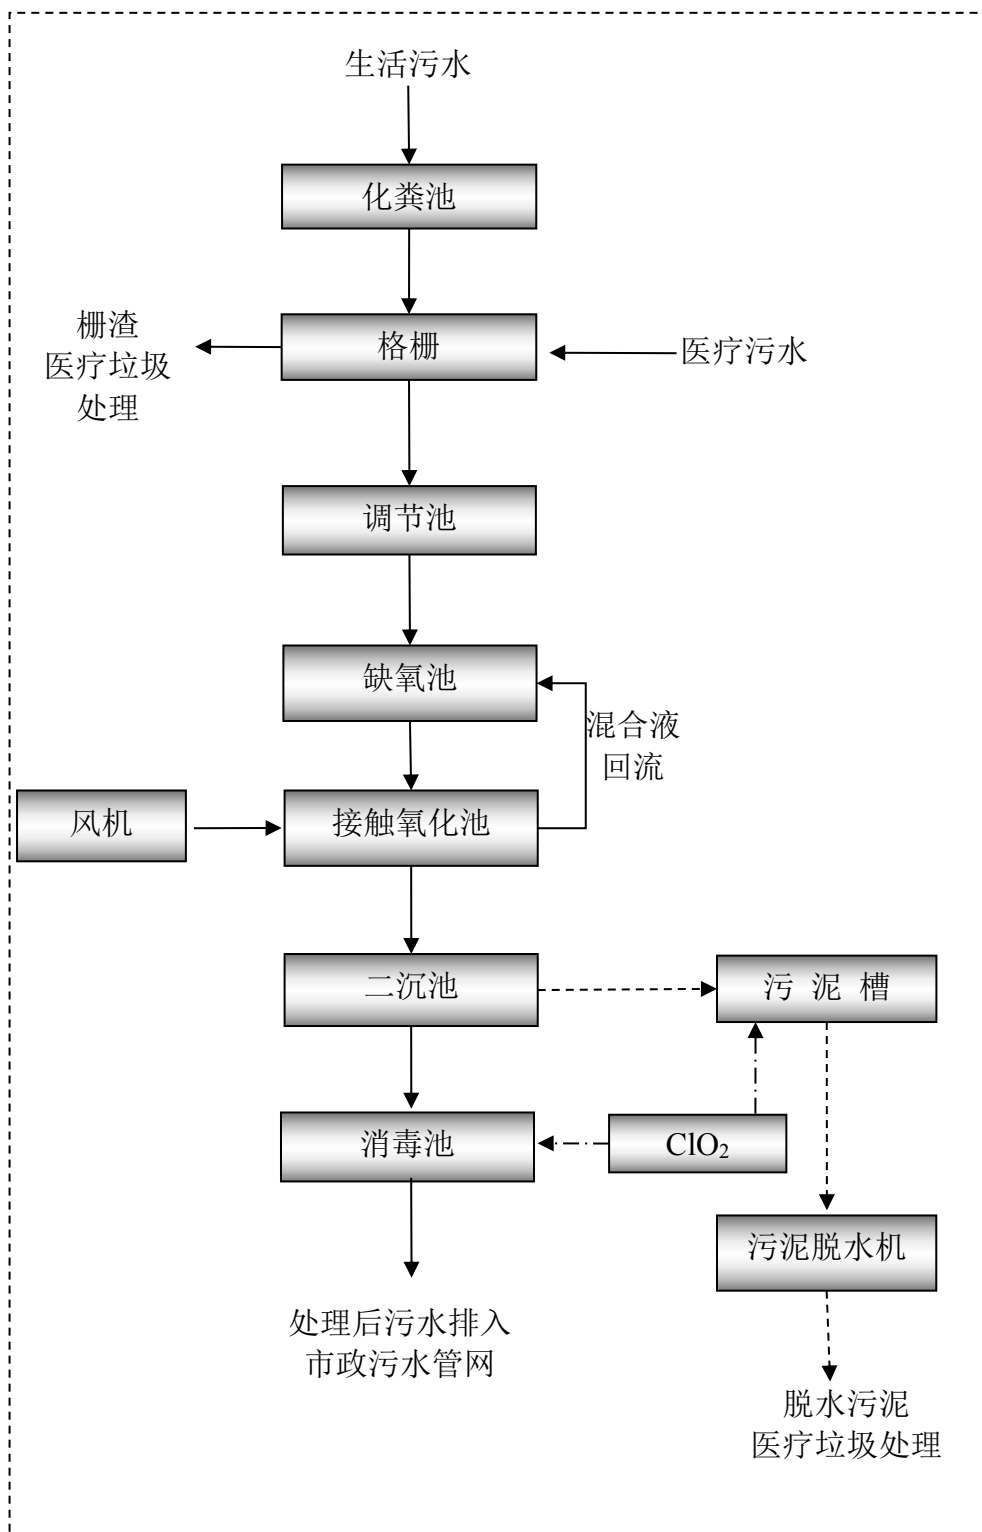 生活污水
化粪池
栅渣
医疗垃圾
处理
格栅
医疗污水
调节池
缺氧池
混合液
回流
风机
接触氧化池
二沉池
污 泥 槽
消毒池
ClO₂
污泥脱水机
处理后污水排入
市政污水管网
脱水污泥
医疗垃圾处理